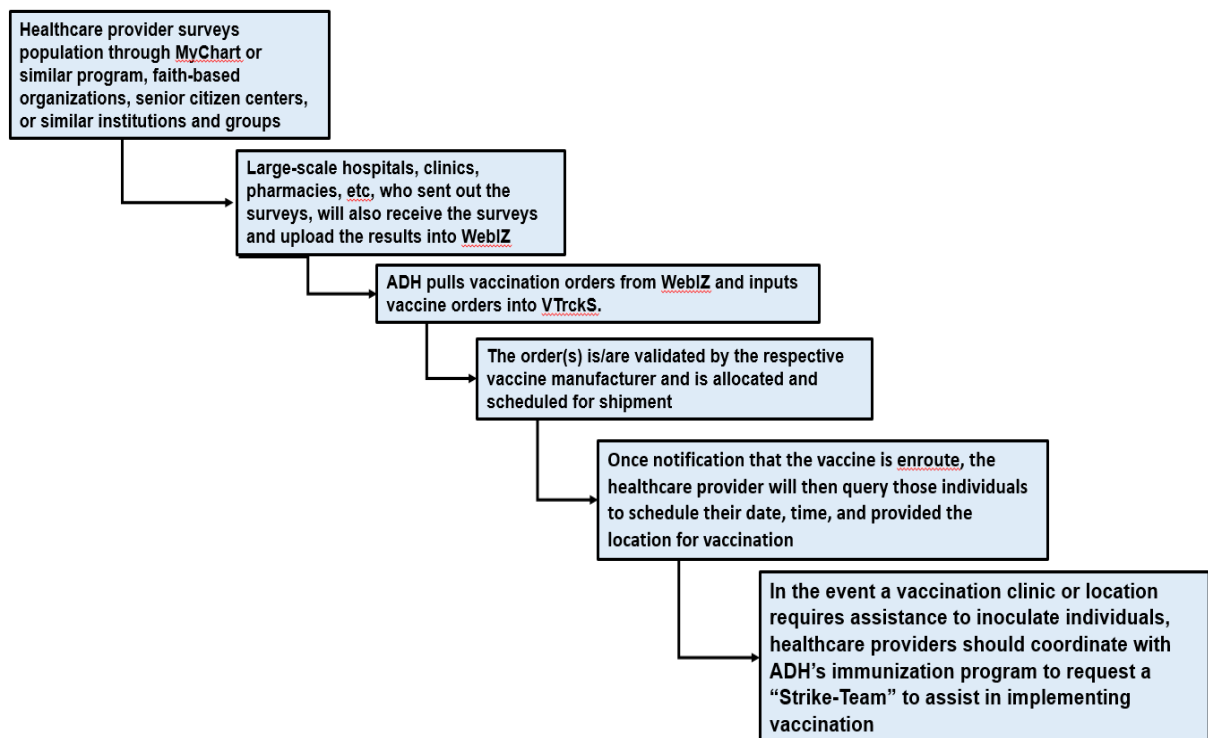 Healthcare provider surveys
population through MyChart or
similar program, faith-based
organizations, senior citizen centers,
or similar institutions and groups
Large-scale hospitals, clinics,
pharmacies, etc, who sent out the
surveys, will also receive the surveys
and upload the results into WebIZ
ADH pulls vaccination orders from WebIZ and inputs
vaccine orders into VTrckS.
The order(s) is/are validated by the respective
vaccine manufacturer and is allocated and
scheduled for shipment
Once notification that the vaccine is enroute, the
healthcare provider will then query those individuals
to schedule their date, time, and provided the
location for vaccination
In the event a vaccination clinic or location
requires assistance to inoculate individuals,
healthcare providers should coordinate with
ADH’s immunization program to request a
“Strike-Team” to assist in implementing
vaccination